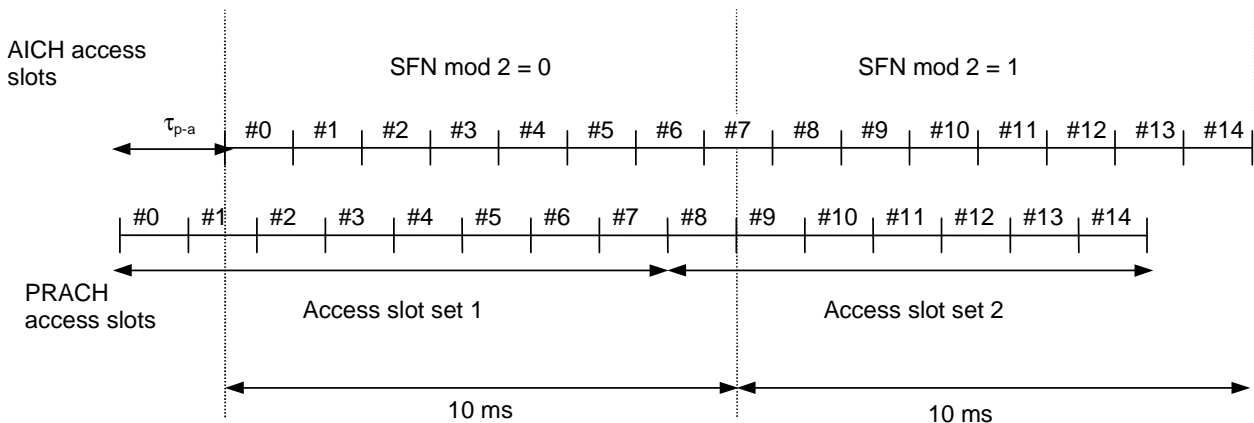 AICH access
slots
SFN mod 2 = 0
SFN mod 2 = 1
τp-a
#0 #1 #2 #3 #4 #5 #6 #7 #8 #9 #10 #11 #12 #13 #14
#0 #1 #2 #3 #4 #5 #6 #7 #8 #9 #10 #11 #12 #13 #14
PRACH
access slots
Access slot set 1
Access slot set 2
10 ms
10 ms